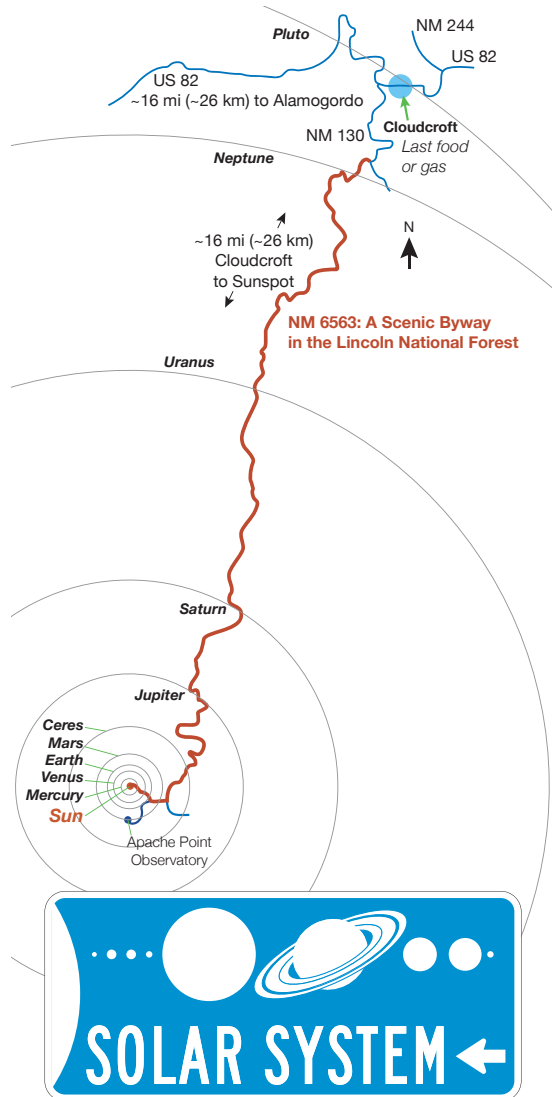 Pluto
NM 244
US 82
US 82
~16 mi (~26 km) to Alamogordo
Cloudcroft
Last food
or gas
NM 130
Neptune
N
~16 mi (~26 km)
Cloudcroft
to Sunspot
NM 6563: A Scenic Byway
in the Lincoln National Forest
Uranus
Saturn
Jupiter
Ceres
Mars
Earth
Venus
Mercury
Sun
Apache Point
Observatory
SOLAR SYSTEM